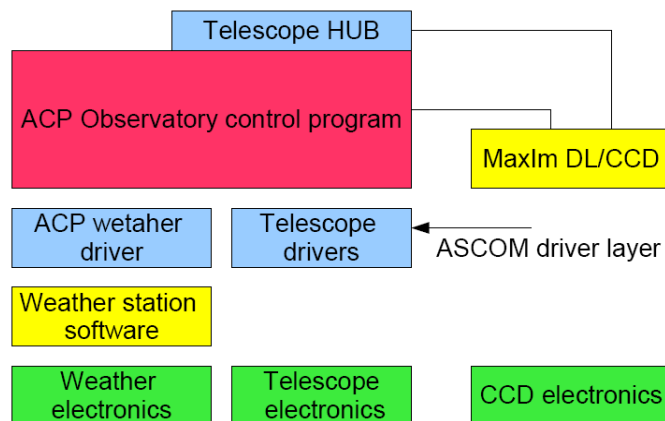 Telescope HUB
ACP Observatory control program
MaxIm DL/CCD
ACP wetaher
driver
Telescope
drivers
ASCOM driver layer
Weather station
software
Weather
electronics
Telescope
electronics
CCD electronics